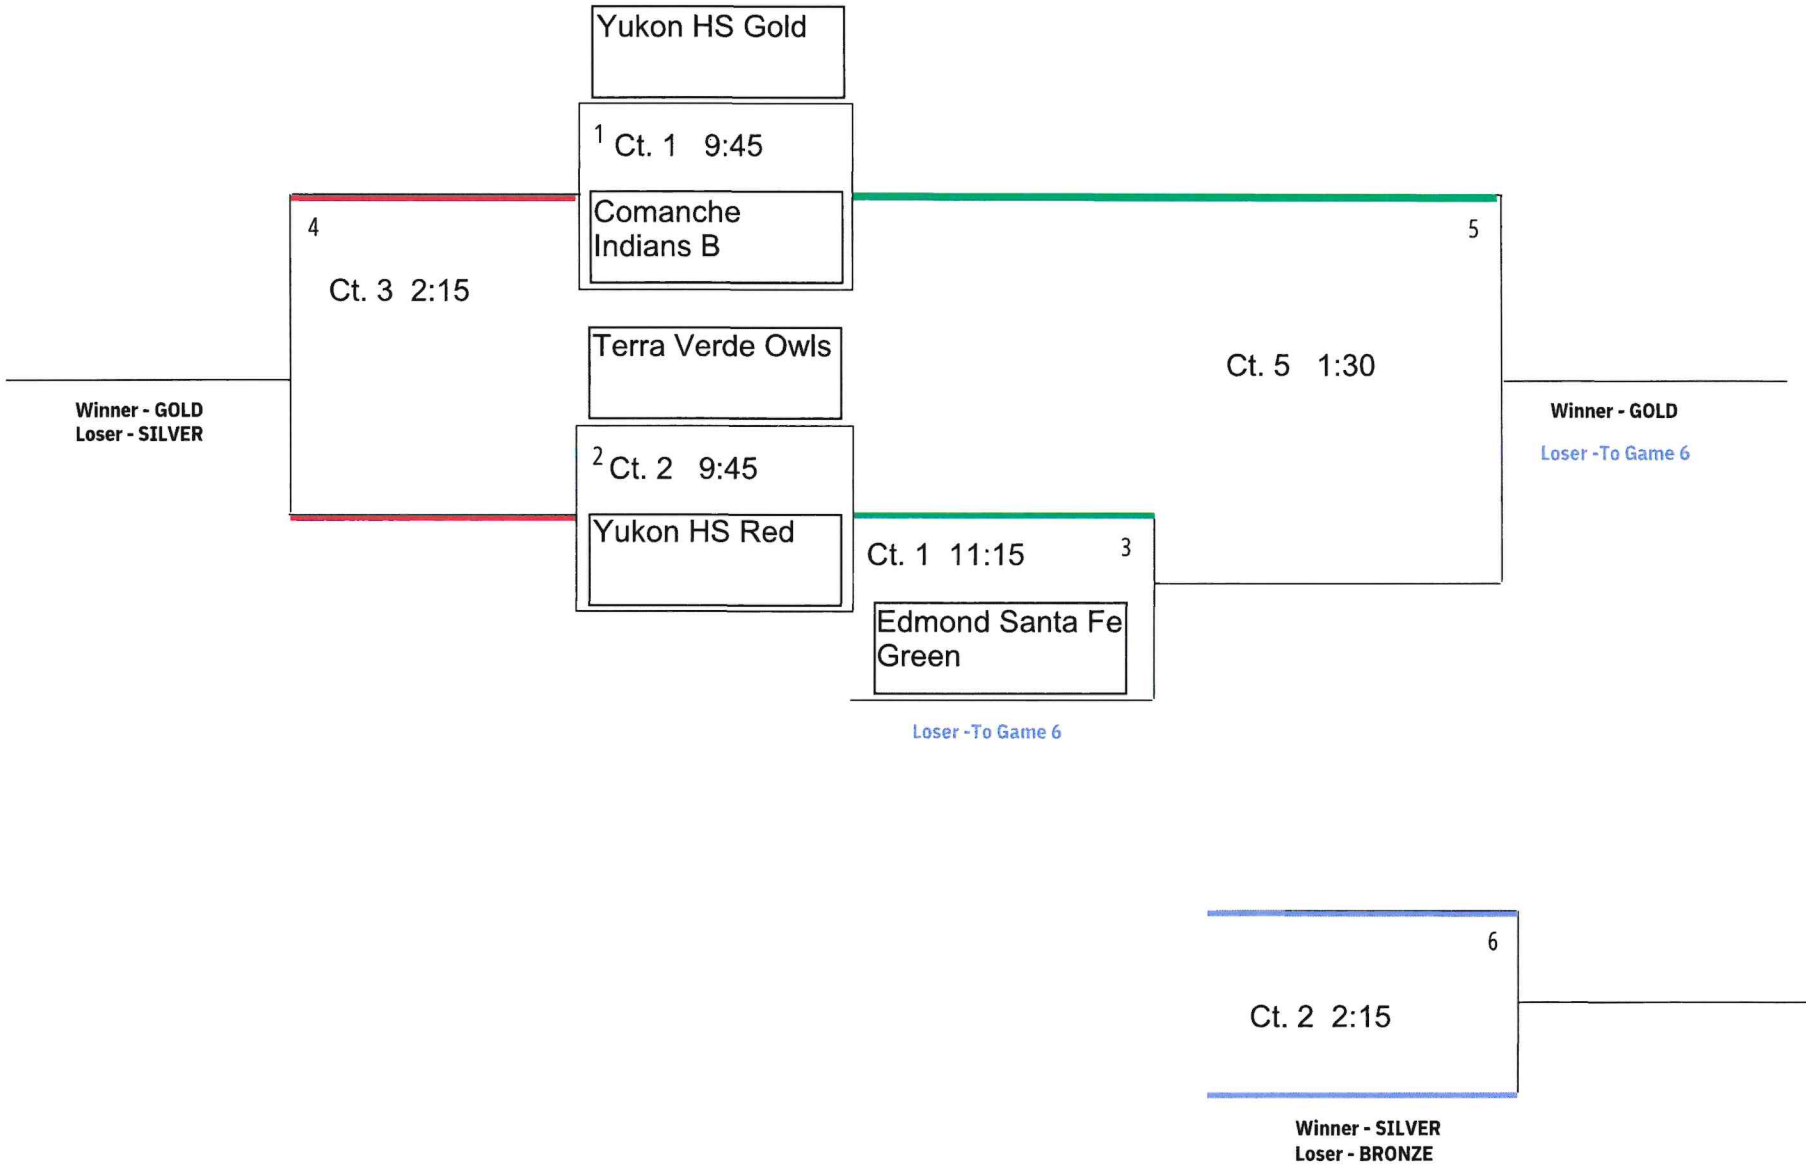 Yukon HS Gold
1 Ct. 1 9:45
Comanche
Indians B
4
5
Ct. 3 2:15
Terra Verde Owls
Ct. 5 1:30
Winner - GOLD
Loser - SILVER
Winner - GOLD
Loser -To Game 6
2 Ct. 2 9:45
Yukon HS Red
Ct. 1 11:15 3
Edmond Santa Fe
Green
Loser -To Game 6
6
Ct. 2 2:15
Winner - SILVER
Loser - BRONZE